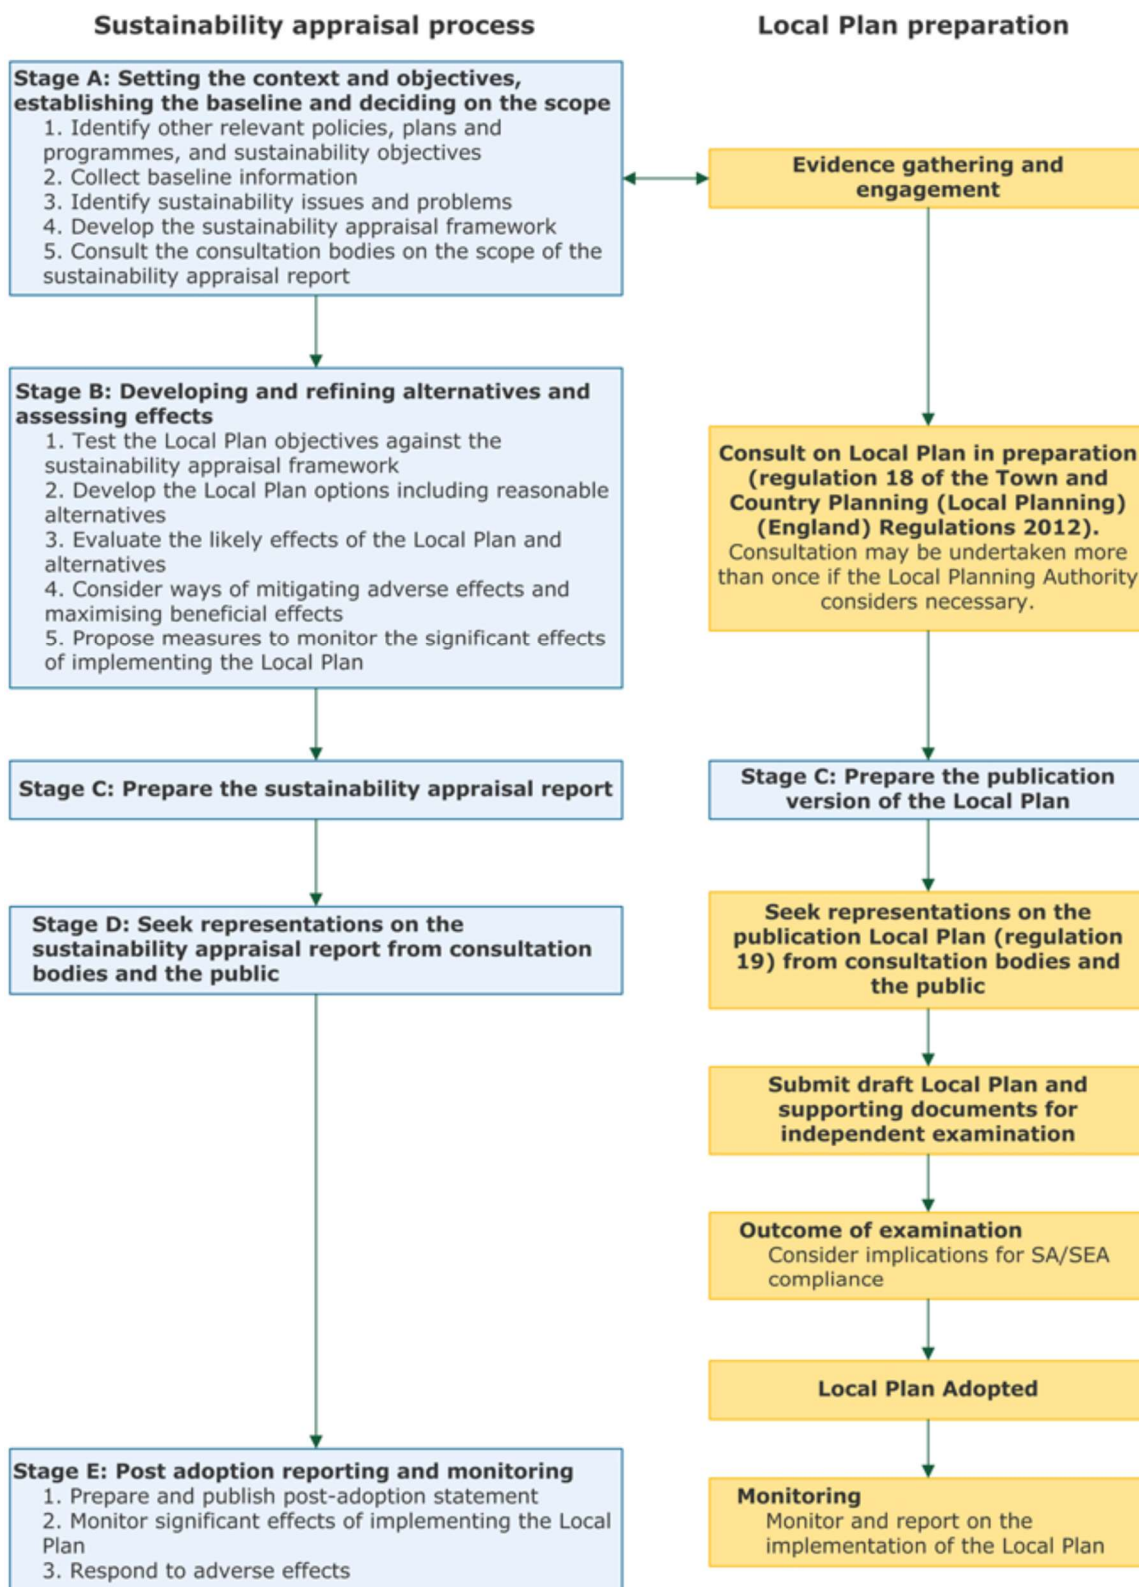 Sustainability appraisal process
Stage A: Setting the context and objectives,
establishing the baseline and deciding on the scope
1. Identify other relevant policies, plans and
programmes, and sustainability objectives
2. Collect baseline information
3. Identify sustainability issues and problems
4. Develop the sustainability appraisal framework
5. Consult the consultation bodies on the scope of the
sustainability appraisal report
Stage B: Developing and refining alternatives and
assessing effects
1. Test the Local Plan objectives against the
sustainability appraisal framework
2. Develop the Local Plan options including reasonable
alternatives
3. Evaluate the likely effects of the Local Plan and
alternatives
4. Consider ways of mitigating adverse effects and
maximising beneficial effects
5. Propose measures to monitor the significant effects
of implementing the Local Plan
Stage C: Prepare the sustainability appraisal report
Stage D: Seek representations on the
sustainability appraisal report from consultation
bodies and the public
Stage E: Post adoption reporting and monitoring
1. Prepare and publish post-adoption statement
2. Monitor significant effects of implementing the Local
Plan
3. Respond to adverse effects
Local Plan preparation
Evidence gathering and
engagement
Consult on Local Plan in preparation
(regulation 18 of the Town and
Country Planning (Local Planning)
(England) Regulations 2012).
Consultation may be undertaken more
than once if the Local Planning Authority
considers necessary.
Stage C: Prepare the publication
version of the Local Plan
Seek representations on the
publication Local Plan (regulation
19) from consultation bodies and
the public
Submit draft Local Plan and
supporting documents for
independent examination
Outcome of examination
Consider implications for SA/SEA
compliance
Local Plan Adopted
Monitoring
Monitor and report on the
implementation of the Local Plan